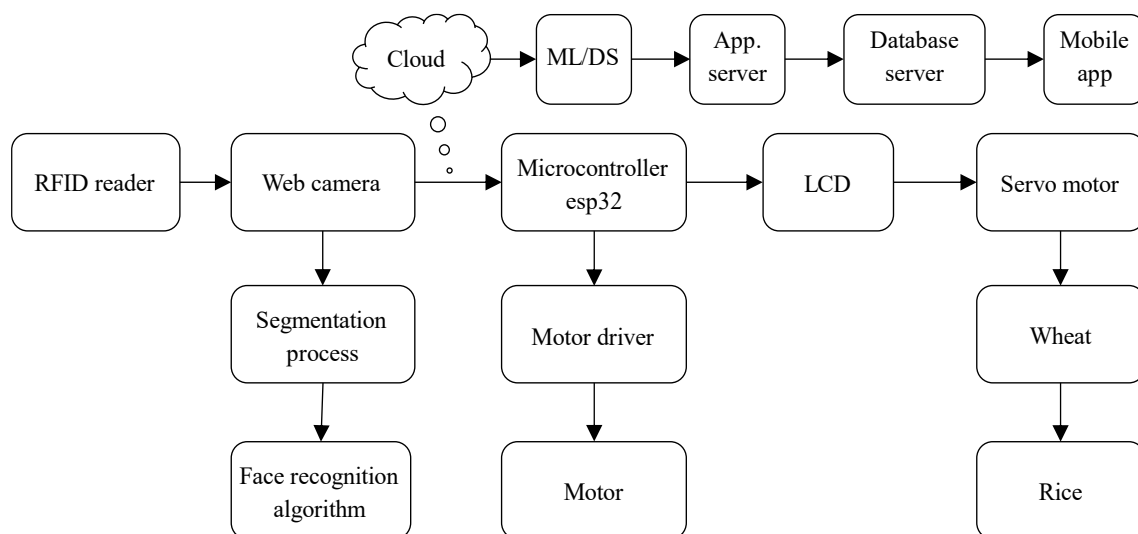 Cloud
ML/DS
App.
server
Database
server
Mobile
app
RFID reader
Web camera
Microcontroller
esp32
LCD
Servo motor
Segmentation
process
Motor driver
Wheat
Face recognition
algorithm
Motor
Rice